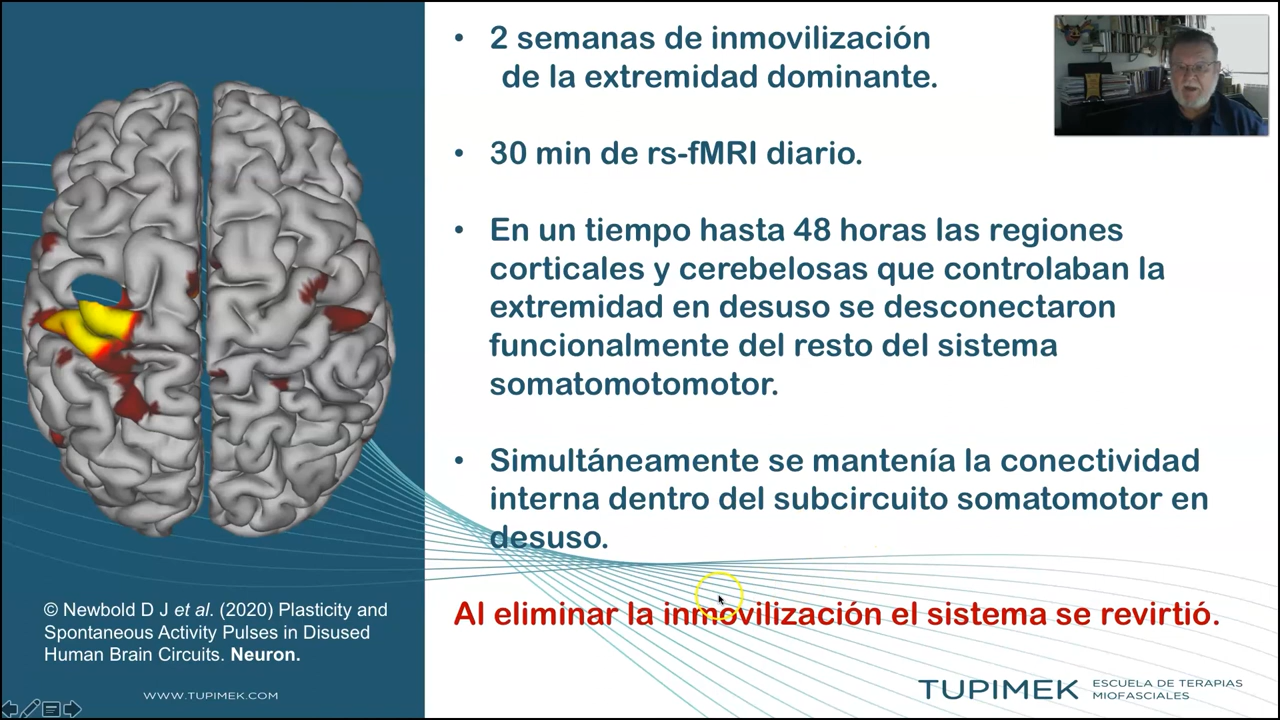 • 2 semanas de inmovilización
de la extremidad dominante.
• 30 min de rs-fMRI diario.
• En un tiempo hasta 48 horas las regiones
corticales y cerebelosas que controlaban la
extremidad en desuso se desconectaron
funcionalmente del resto del sistema
somatomotomotor.
• Simultáneamente se mantenía la conectividad
interna dentro del subcircuito somatomotor en
desuso.
Al eliminar la inmovilización el sistema se revirtió.
© Newbold D J et al. (2020) Plasticity and
Spontaneous Activity Pulses in Disused
Human Brain Circuits. Neuron.
WWW.TUPIMEK.COM
TUPIMEK
ESCUELA DE TERAPIAS
MIOFASCIALES